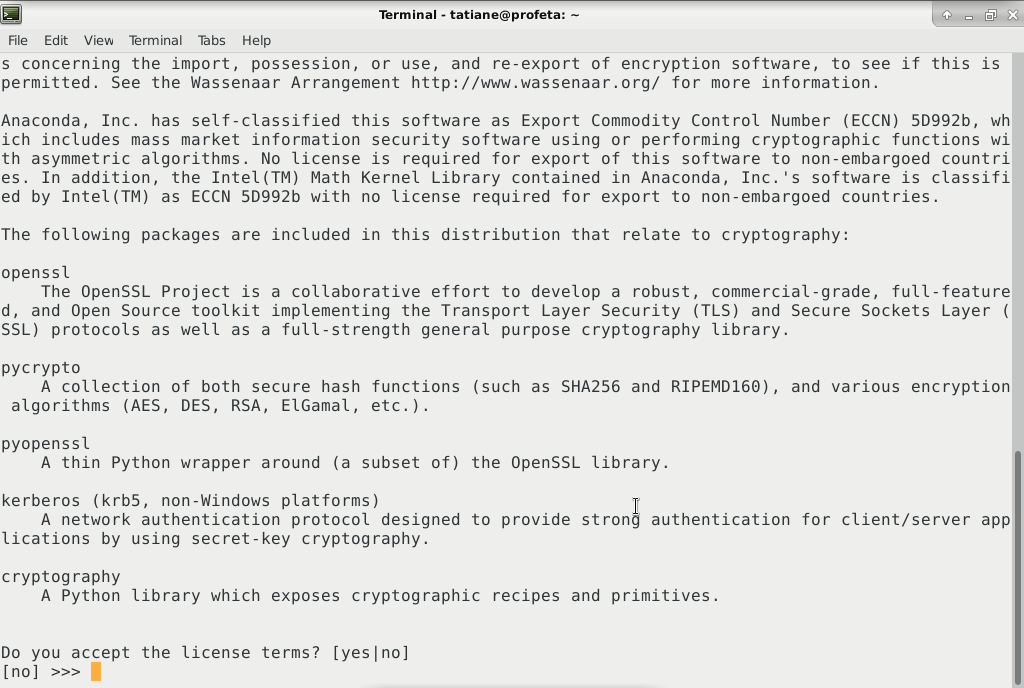 Terminal - tatiane@profeta: ~
File Edit View Terminal Tabs Help
s concerning the import, possession, or use, and re-export of encryption software, to see if this is
permitted. See the Wassenaar Arrangement http://www.wassenaar.org/ for more information.
Anaconda, Inc. has self-classified this software as Export Commodity Control Number (ECCN) 5D992b, wh
ich includes mass market information security software using or performing cryptographic functions wi
th asymmetric algorithms. No license is required for export of this software to non-embargoed countri
es. In addition, the Intel(TM) Math Kernel Library contained in Anaconda, Inc.'s software is classifi
ed by Intel(TM) as ECCN 5D992b with no license required for export to non-embargoed countries.
The following packages are included in this distribution that relate to cryptography:
openssl
The OpenSSL Project is a collaborative effort to develop a robust, commercial-grade, full-feature
d, and Open Source toolkit implementing the Transport Layer Security (TLS) and Secure Sockets Layer (
SSL) protocols as well as a full-strength general purpose cryptography library.
pycrypto
A collection of both secure hash functions (such as SHA256 and RIPEMD160), and various encryption
algorithms (AES, DES, RSA, ElGamal, etc.).
pyopenssl
A thin Python wrapper around (a subset of) the OpenSSL library.
kerberos (krb5, non-Windows platforms)
A network authentication protocol designed to provide strong authentication for client/server app
lications by using secret-key cryptography.
cryptography
A Python library which exposes cryptographic recipes and primitives.
Do you accept the license terms? [yes|no]
[no] >>>